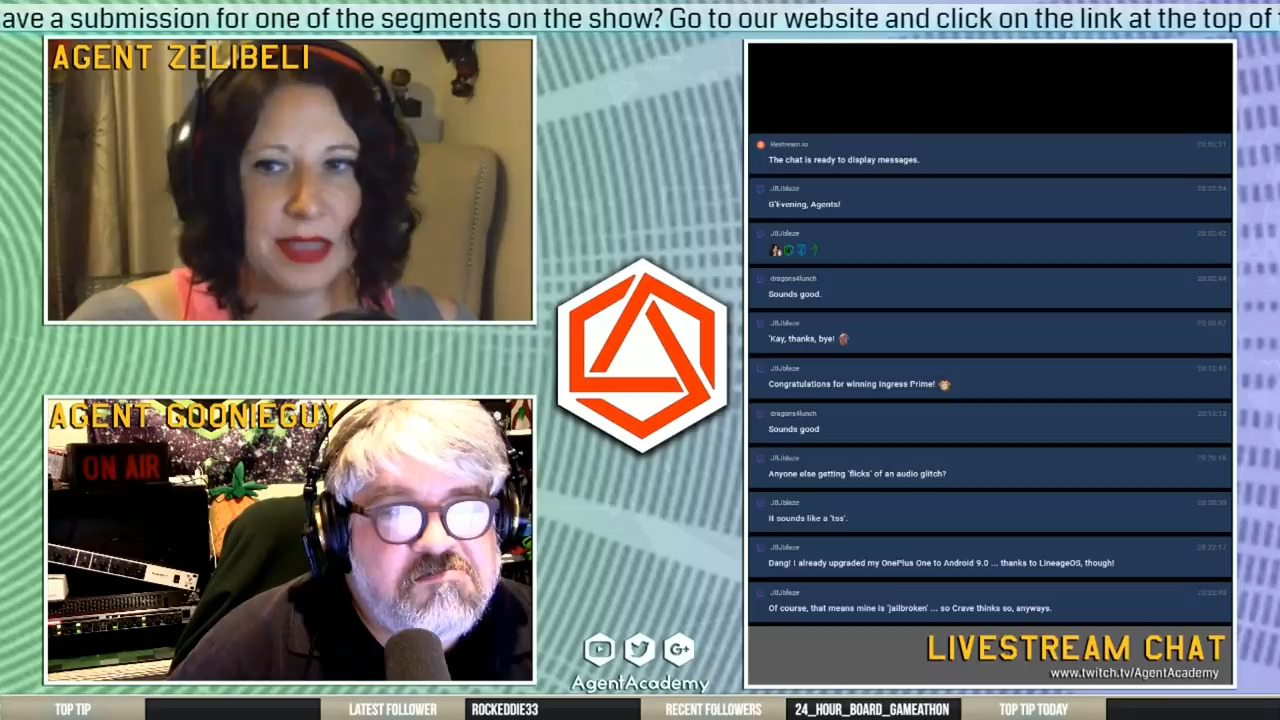 ave a submission for one of the segments on the show? Go to our website and click on the link at the top of
AGENT ZELIBELI
AGENT GOONIEGUY
ON AIR
Restream.io
The chat is ready to display messages.
JBJblaze
G'Evening, Agents!
JBJblaze
dragons4lunch
Sounds good.
JBJblaze
'Kay, thanks, bye!
JBJblaze
Congratulations for winning Ingress Prime!
dragons4lunch
Sounds good
JBJblaze
Anyone else getting 'flicks' of an audio glitch?
JBJblaze
It sounds like a 'tss'.
JBJblaze
Dang! I already upgraded my OnePlus One to Android 9.0 ... thanks to LineageOS, though!
JBJblaze
Of course, that means mine is 'jailbroken' ... so Crave thinks so, anyways.
LIVESTREAM CHAT
www.twitch.tv/AgentAcademy
G+
AgentAcademy
TOP TIP
LATEST FOLLOWER
ROCKEDDIE33
RECENT FOLLOWERS
24_HOUR_BOARD_GAMEATHON
TOP TIP TODAY